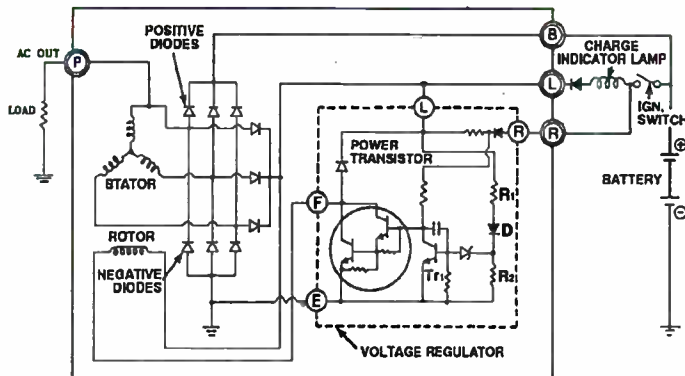 POSITIVE
DIODES
B
CHARGE
INDICATOR LAMP
AC OUT
P
L
IGN.
SWITCH
L
R
R
LOAD
POWER
TRANSISTOR
STATOR
F
R1
BATTERY
D
ROTOR
NEGATIVE
DIODES
Tr1
R2
E
VOLTAGE REGULATOR